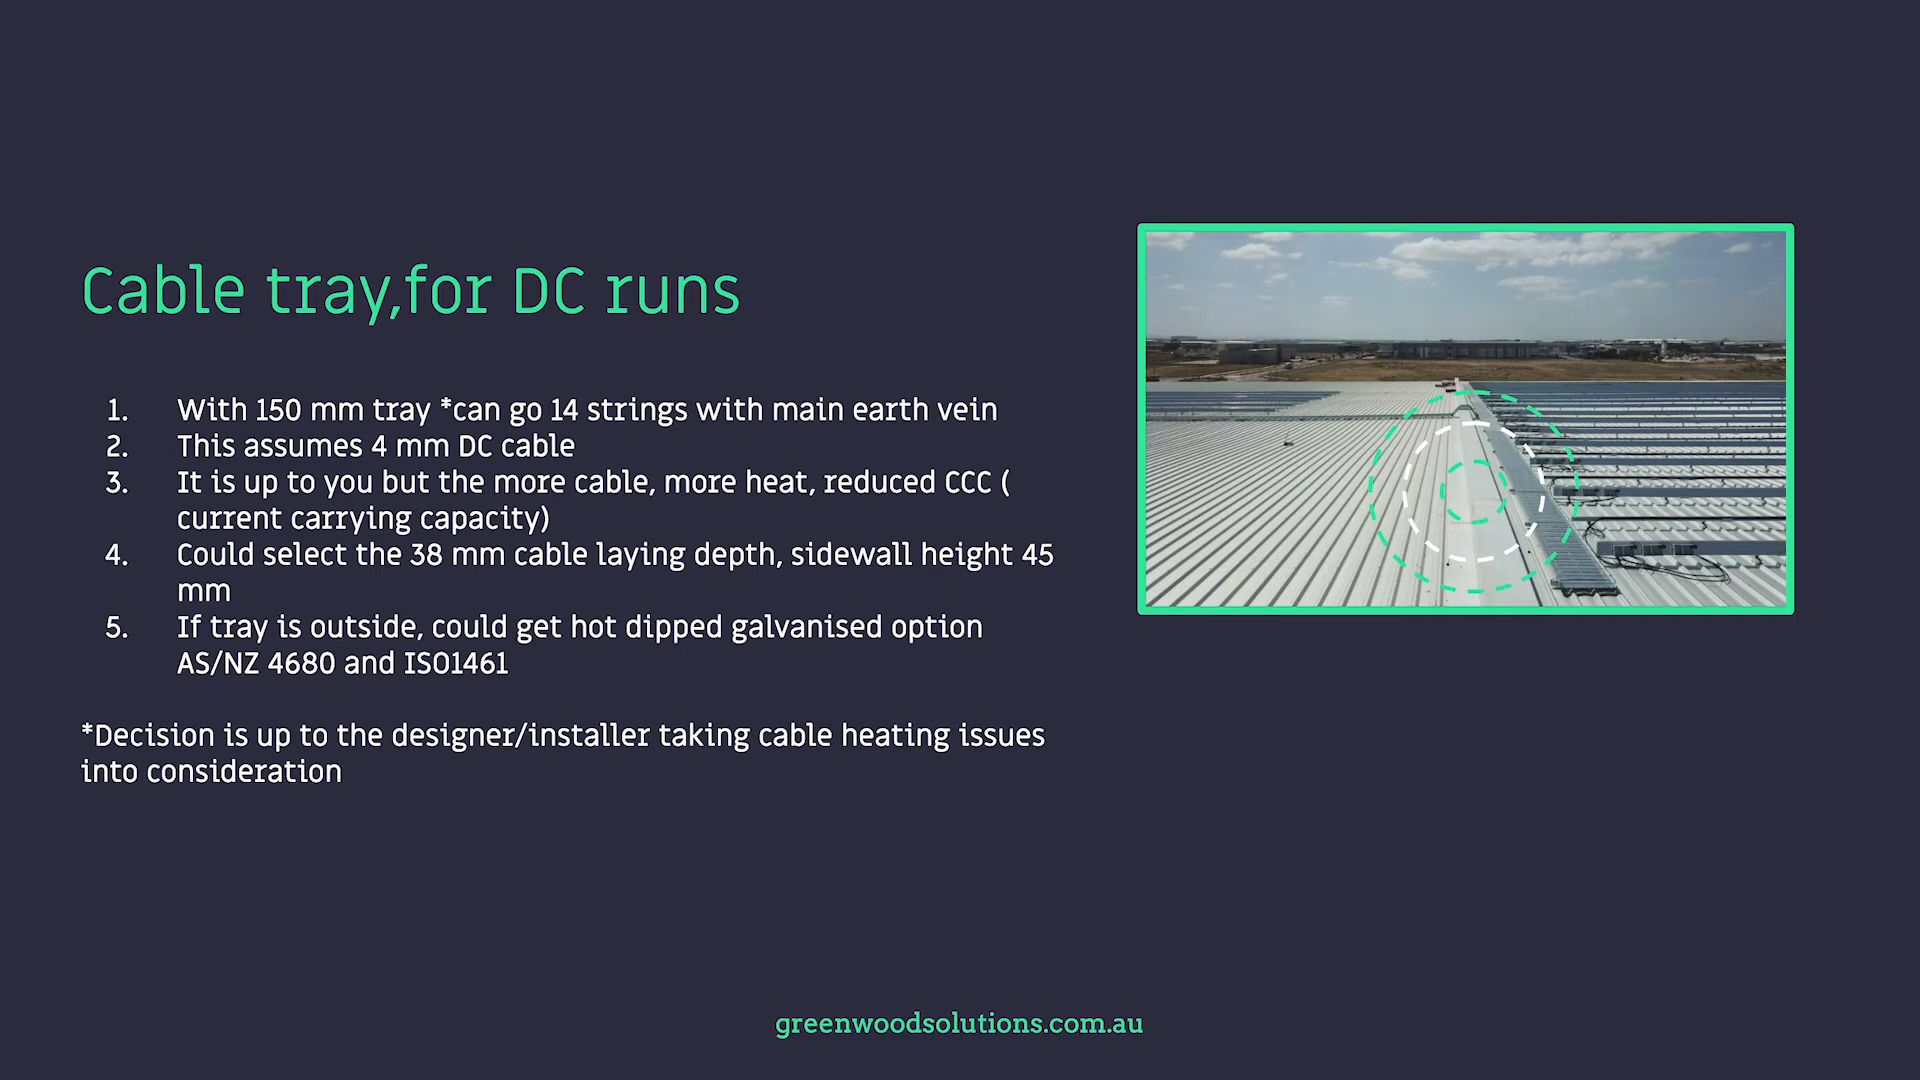 Cable tray,for DC runs
1. With 150 mm tray *can go 14 strings with main earth vein
2. This assumes 4 mm DC cable
3. It is up to you but the more cable, more heat, reduced CCC (
current carrying capacity)
4. Could select the 38 mm cable laying depth, sidewall height 45
mm
5. If tray is outside, could get hot dipped galvanised option
AS/NZ 4680 and ISO1461
*Decision is up to the designer/installer taking cable heating issues
into consideration
greenwoodsolutions.com.au